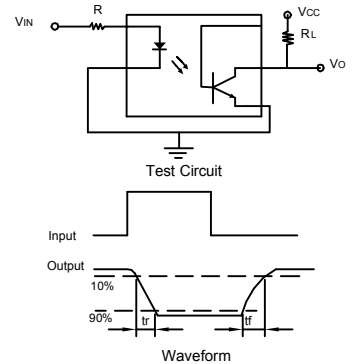 R
VIN
VCC
RL
VO
Test Circuit
Input
Output
10%
90%
tr
tf
Waveform